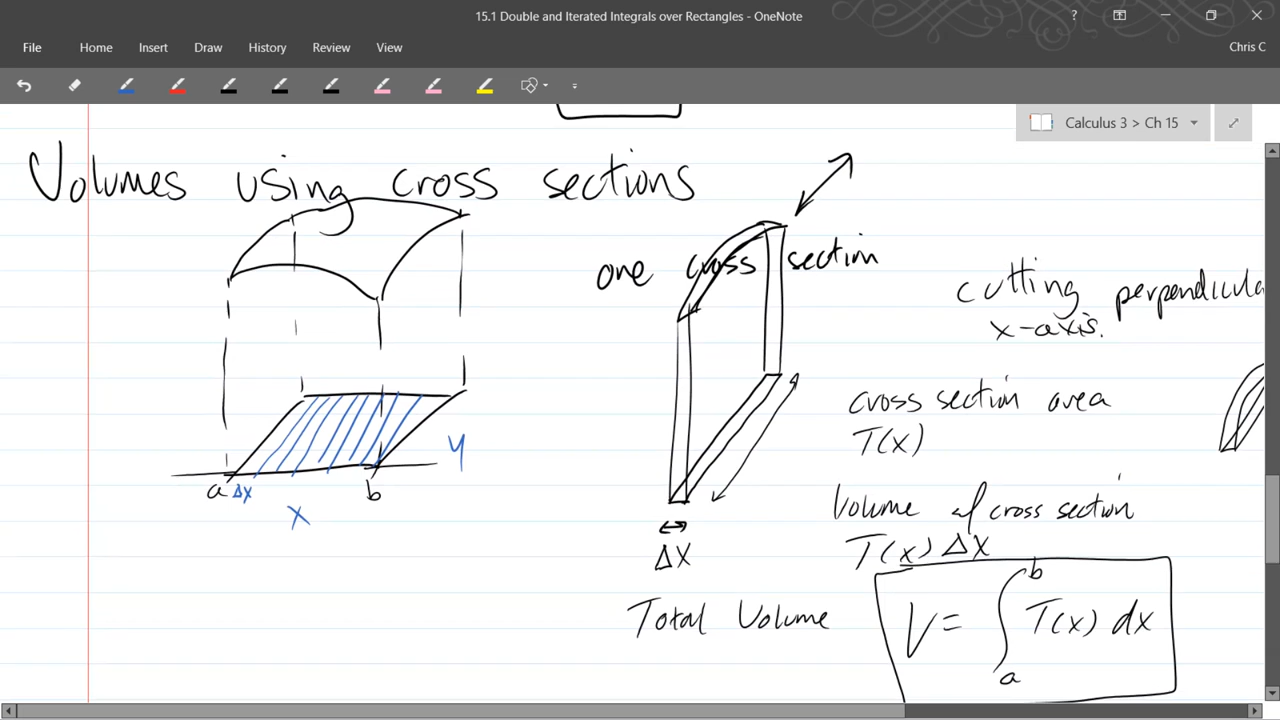 15.1 Double and Iterated Integrals over Rectangles - OneNote
?
File Home Insert Draw History Review View
Chris C
Calculus 3 > Ch 15
Volumes using cross sections
one cross section
cutting perpendicula
x-axis.
cross section area
T(x)
y
a Δx b
x
Volume of cross section
T(x) Δx
Δx
Total Volume V = ∫_a^b T(x) dx